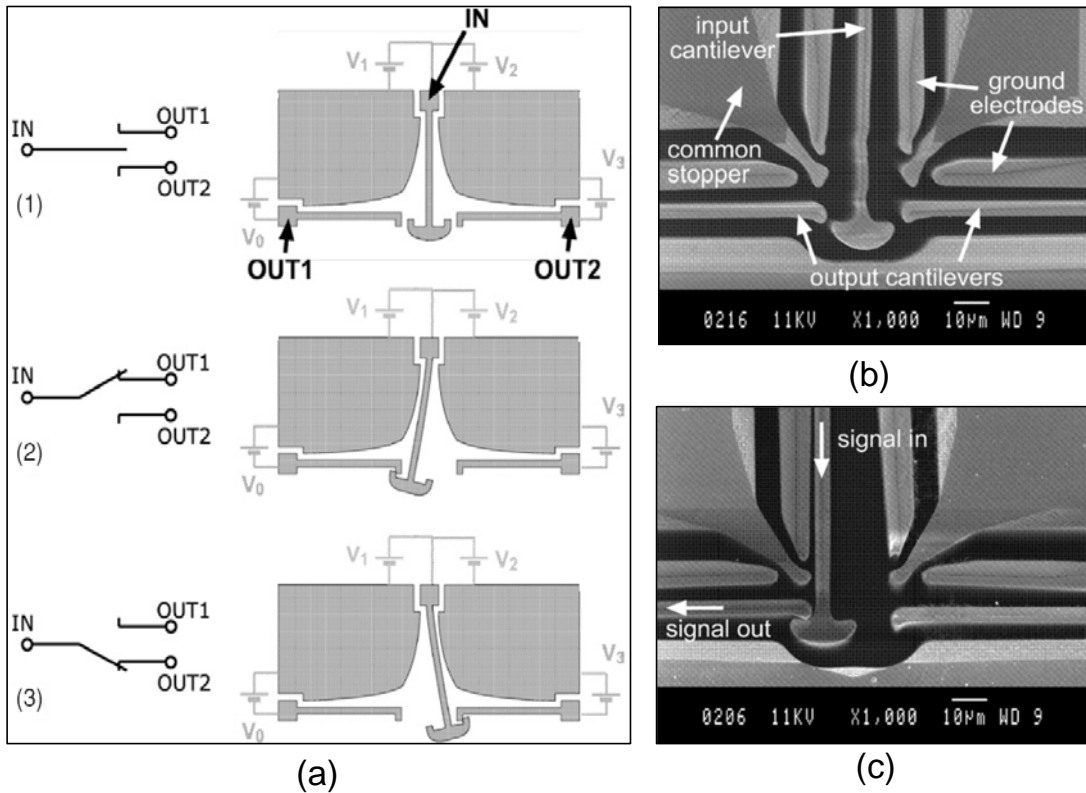 IN
V1
V2
OUT1
IN
OUT2
V3
(1)
V0
OUT1
OUT2
V1
V2
OUT1
IN
OUT2
V3
(2)
V0
V1
V2
OUT1
IN
OUT2
V3
(3)
V0
(a)
input
cantilever
ground
electrodes
common
stopper
output cantilevers
0216 11KV X1,000 10µm WD 9
(b)
signal in
signal out
0206 11KV X1,000 10µm WD 9
(c)